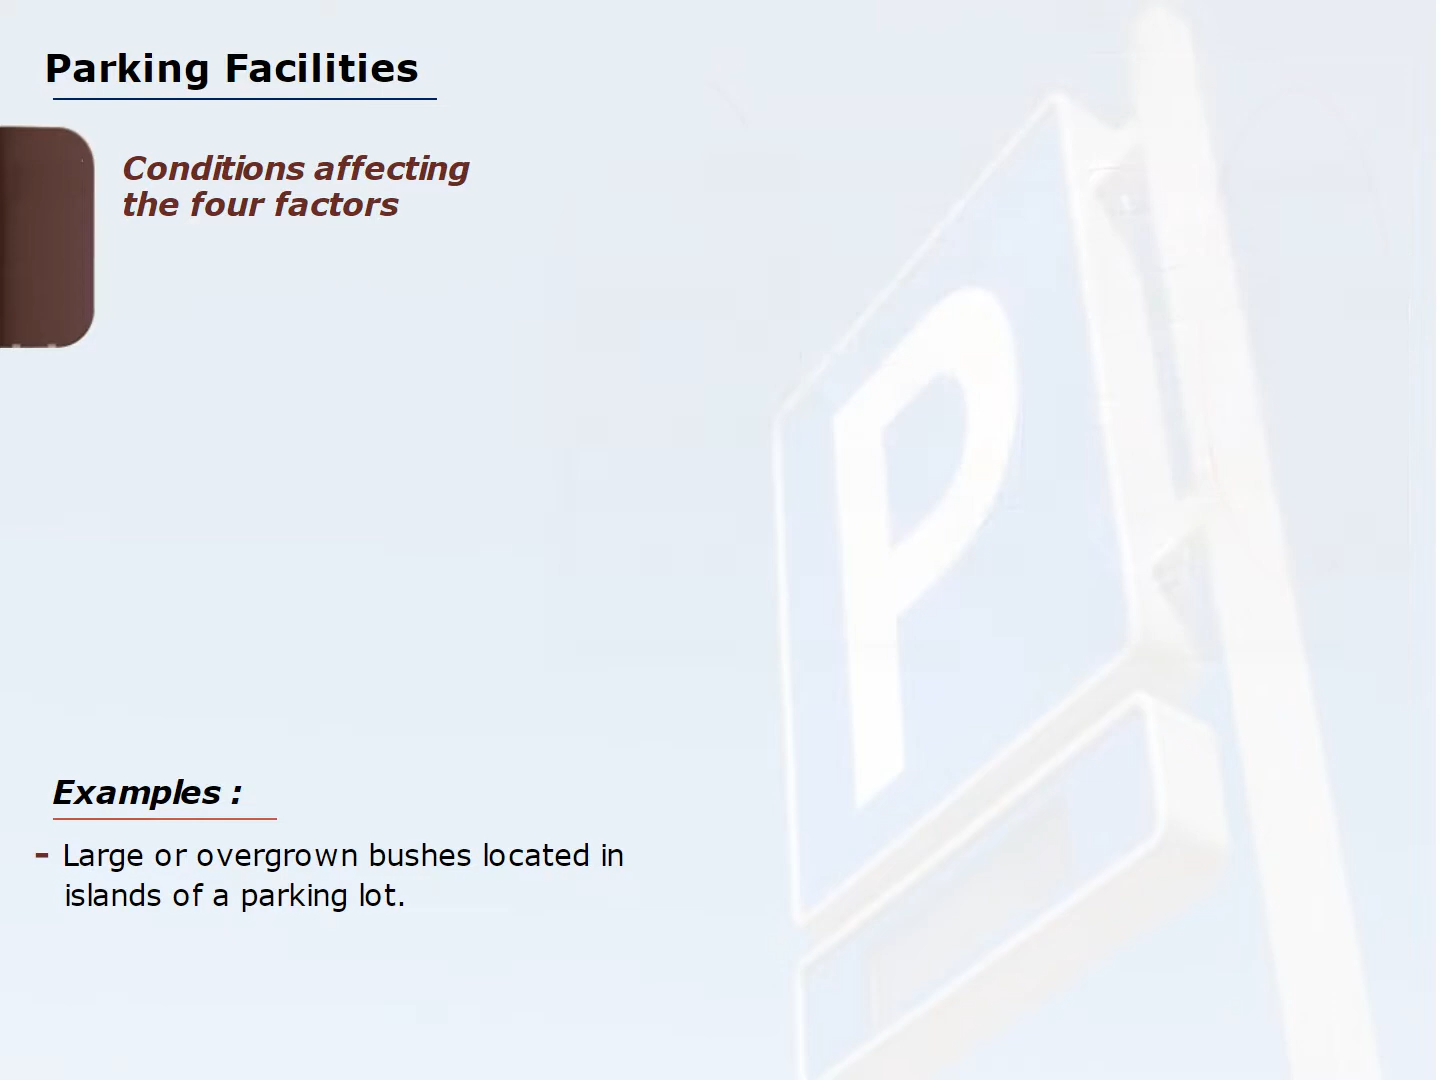 Parking Facilities
Conditions affecting
the four factors
P
Examples :
- Large or overgrown bushes located in
islands of a parking lot.